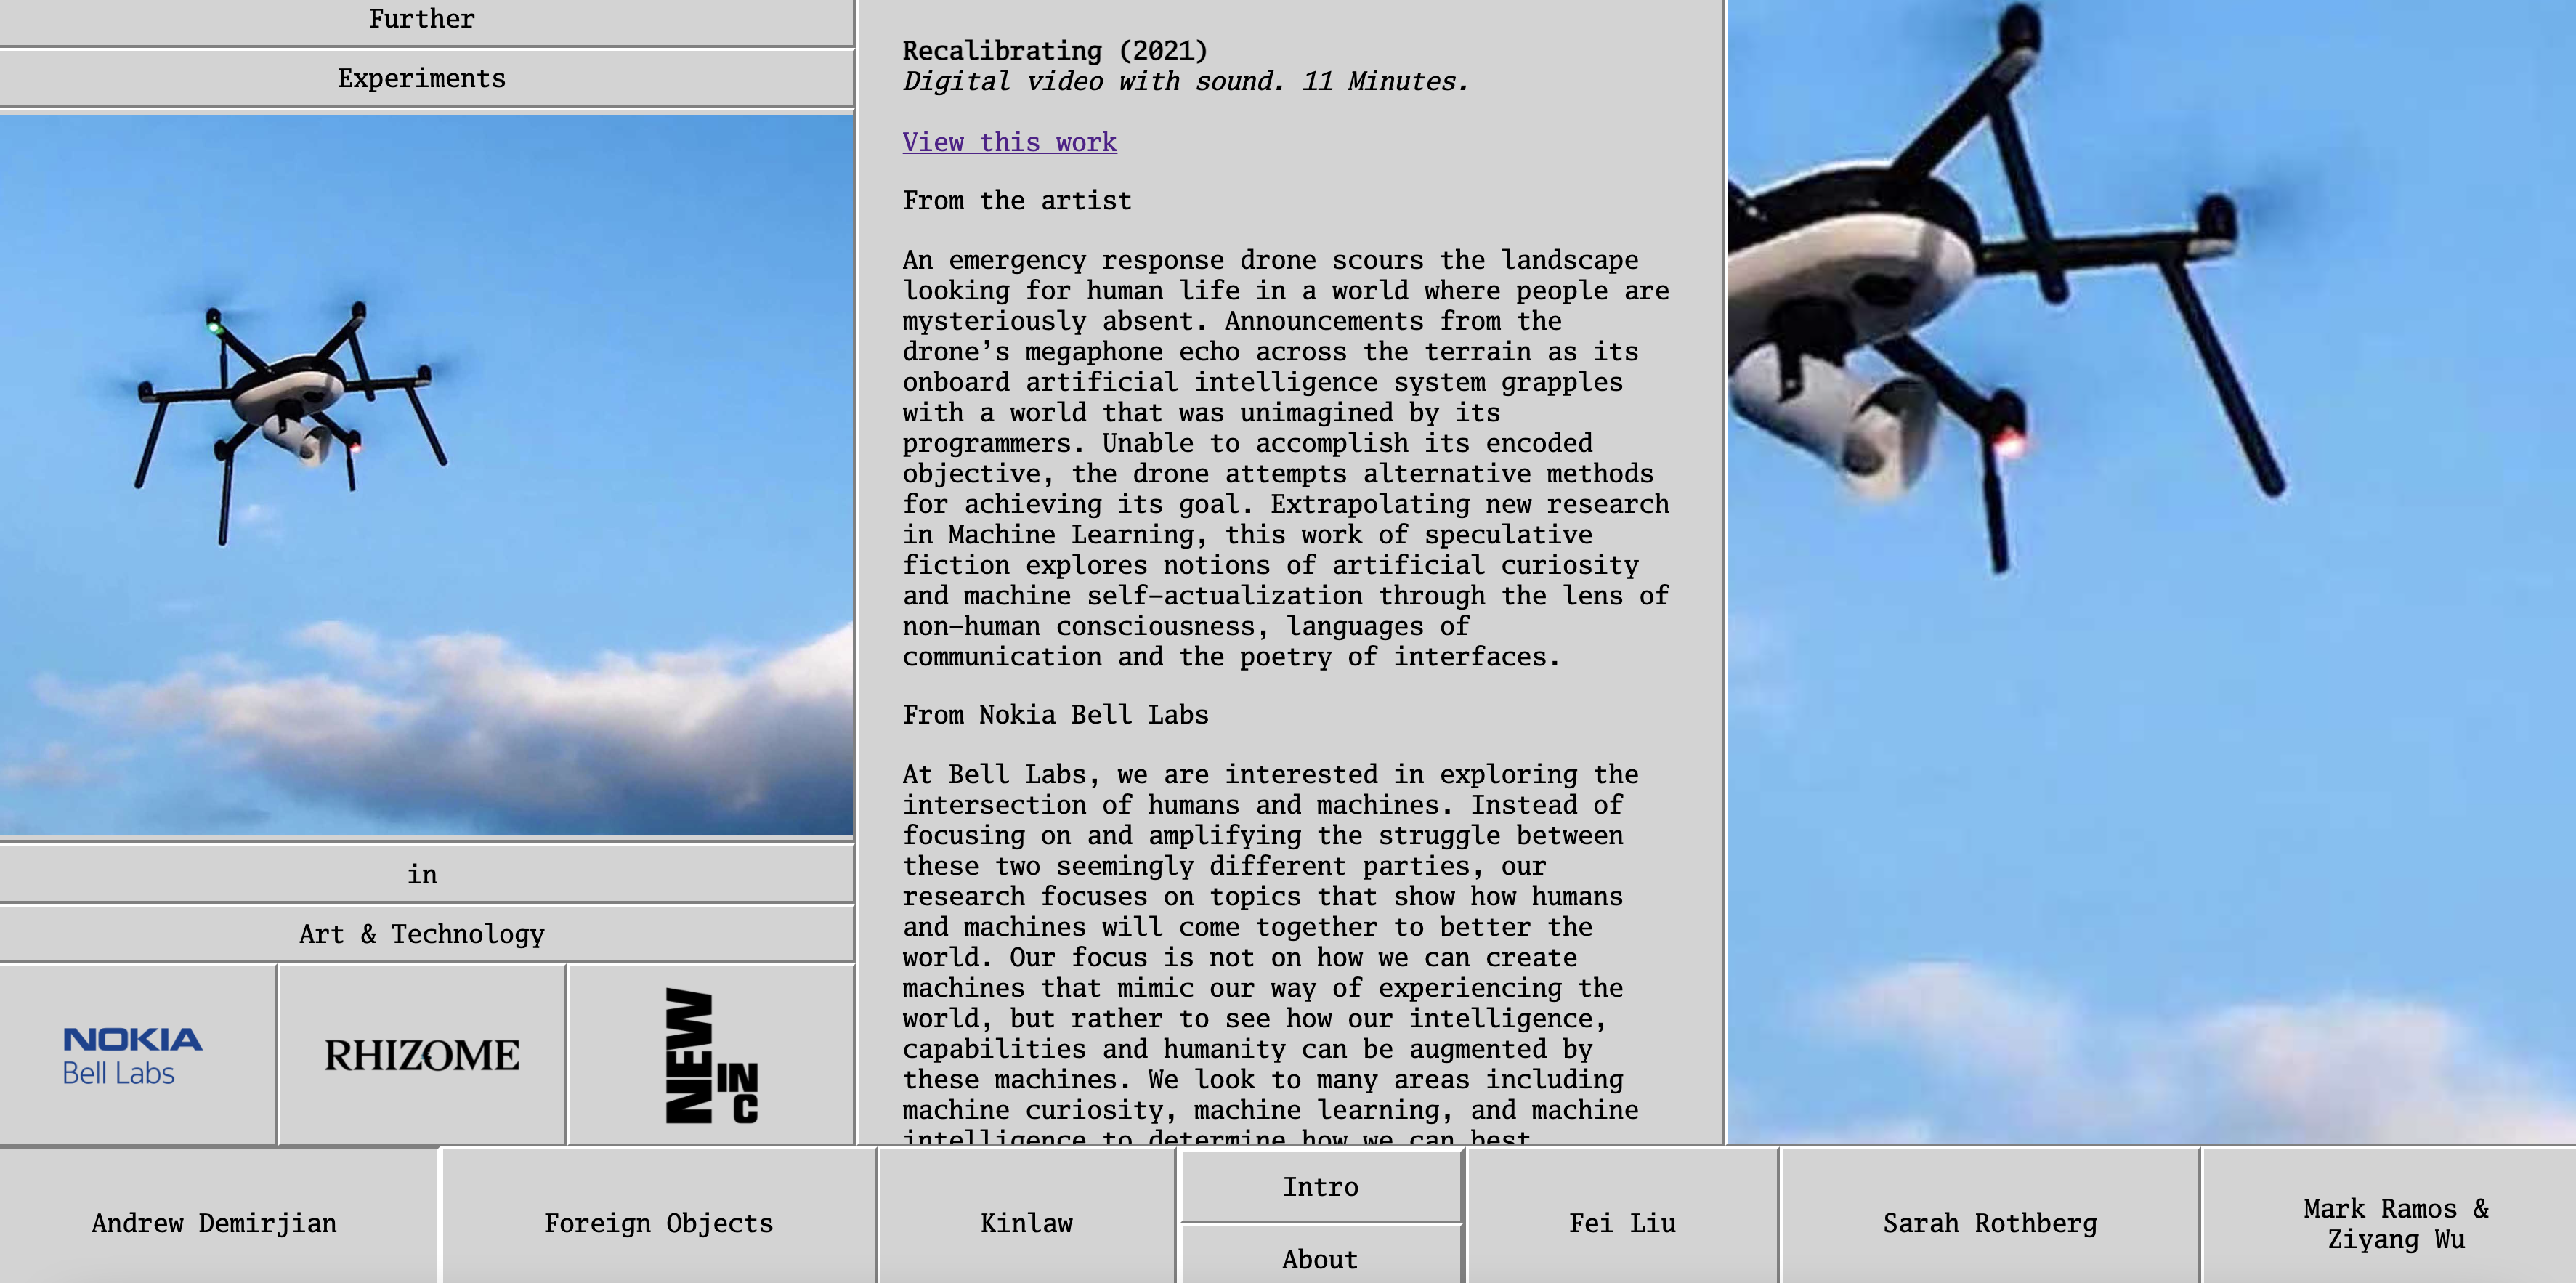 Further
Experiments
in
Art & Technology
NOKIA
Bell Labs
RHIZOME
NEW
IN
C
Recalibrating (2021)
Digital video with sound. 11 Minutes.
View this work
From the artist
An emergency response drone scours the landscape
looking for human life in a world where people are
mysteriously absent. Announcements from the
drone’s megaphone echo across the terrain as its
onboard artificial intelligence system grapples
with a world that was unimagined by its
programmers. Unable to accomplish its encoded
objective, the drone attempts alternative methods
for achieving its goal. Extrapolating new research
in Machine Learning, this work of speculative
fiction explores notions of artificial curiosity
and machine self-actualization through the lens of
non-human consciousness, languages of
communication and the poetry of interfaces.
From Nokia Bell Labs
At Bell Labs, we are interested in exploring the
intersection of humans and machines. Instead of
focusing on and amplifying the struggle between
these two seemingly different parties, our
research focuses on topics that show how humans
and machines will come together to better the
world. Our focus is not on how we can create
machines that mimic our way of experiencing the
world, but rather to see how our intelligence,
capabilities and humanity can be augmented by
these machines. We look to many areas including
machine curiosity, machine learning, and machine
intelligence to determine how we can best
Andrew Demirjian
Foreign Objects
Kinlaw
Intro
About
Fei Liu
Sarah Rothberg
Mark Ramos &
Ziyang Wu